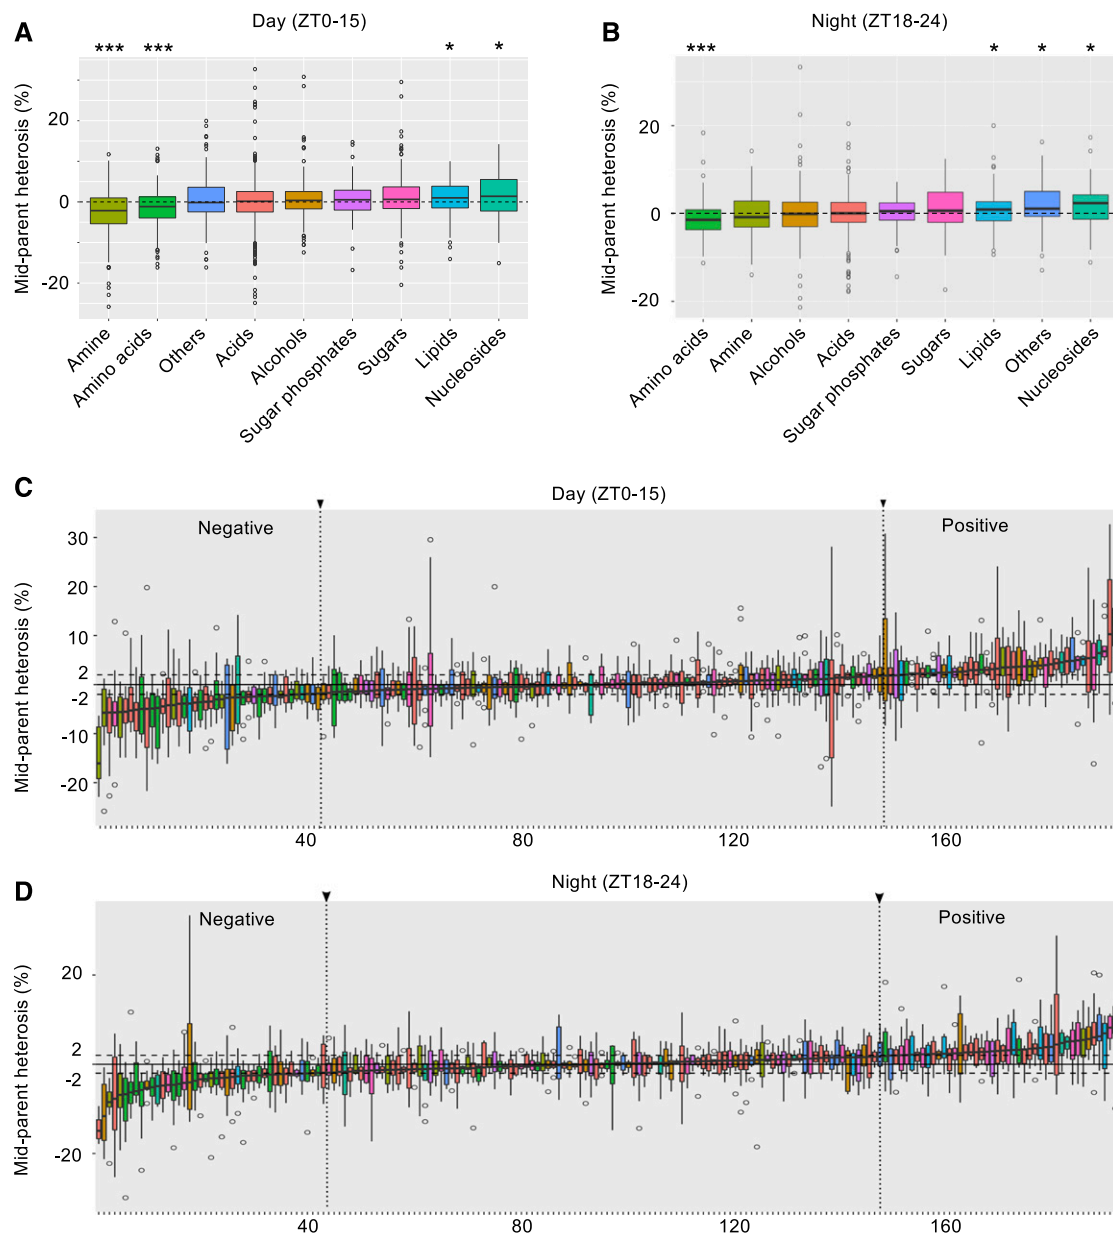 A
Day (ZT0-15)
*** *** * *
Mid-parent heterosis (%)
20
0
-20
Amine
Amino acids
Others
Acids
Alcohols
Sugar phosphates
Sugars
Lipids
Nucleosides
B
Night (ZT18-24)
*** * * *
Mid-parent heterosis (%)
20
0
-20
Amino acids
Amine
Alcohols
Acids
Sugar phosphates
Sugars
Lipids
Others
Nucleosides
C
Day (ZT0-15)
Negative
Positive
Mid-parent heterosis (%)
30
20
10
2
-2
-10
-20
40 80 120 160
D
Night (ZT18-24)
Negative
Positive
Mid-parent heterosis (%)
20
2
-2
-20
40 80 120 160